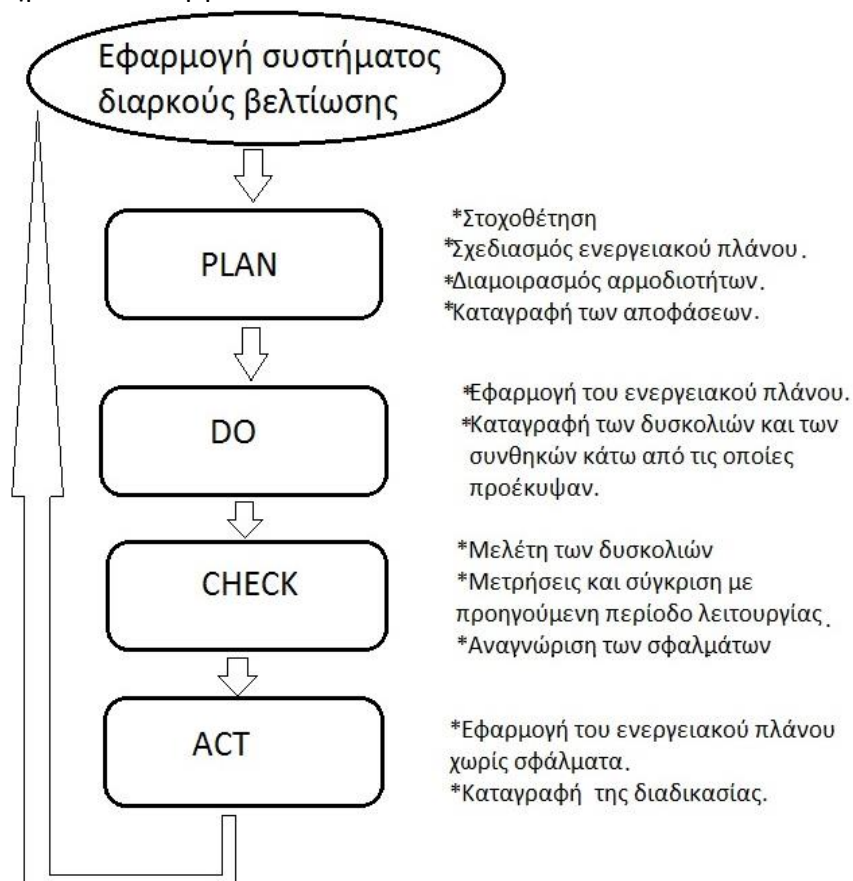 Εφαρμογή συστήματος
διαρκούς βελτίωσης
PLAN
*Στοχοθέτηση
*Σχεδιασμός ενεργειακού πλάνου.
*Διαμοιρασμός αρμοδιοτήτων.
*Καταγραφή των αποφάσεων.
DO
*Εφαρμογή του ενεργειακού πλάνου.
*Καταγραφή των δυσκολιών και των
συνθηκών κάτω από τις οποίες
προέκυψαν.
CHECK
*Μελέτη των δυσκολιών
*Μετρήσεις και σύγκριση με
προηγούμενη περίοδο λειτουργίας.
*Αναγνώριση των σφαλμάτων
ACT
*Εφαρμογή του ενεργειακού πλάνου
χωρίς σφάλματα.
*Καταγραφή της διαδικασίας.